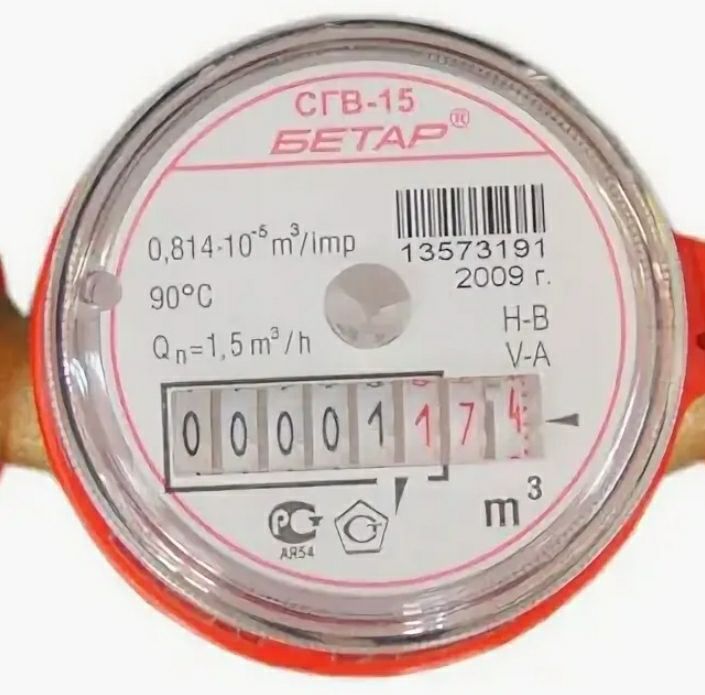 СГВ-15
БЕТАР®
0,814·10⁻⁵ m³/imp
13573191
2009 г.
90°C
H-B
Qn=1,5 m³/h
V-A
00001174
m³
РСТ
АЯ54